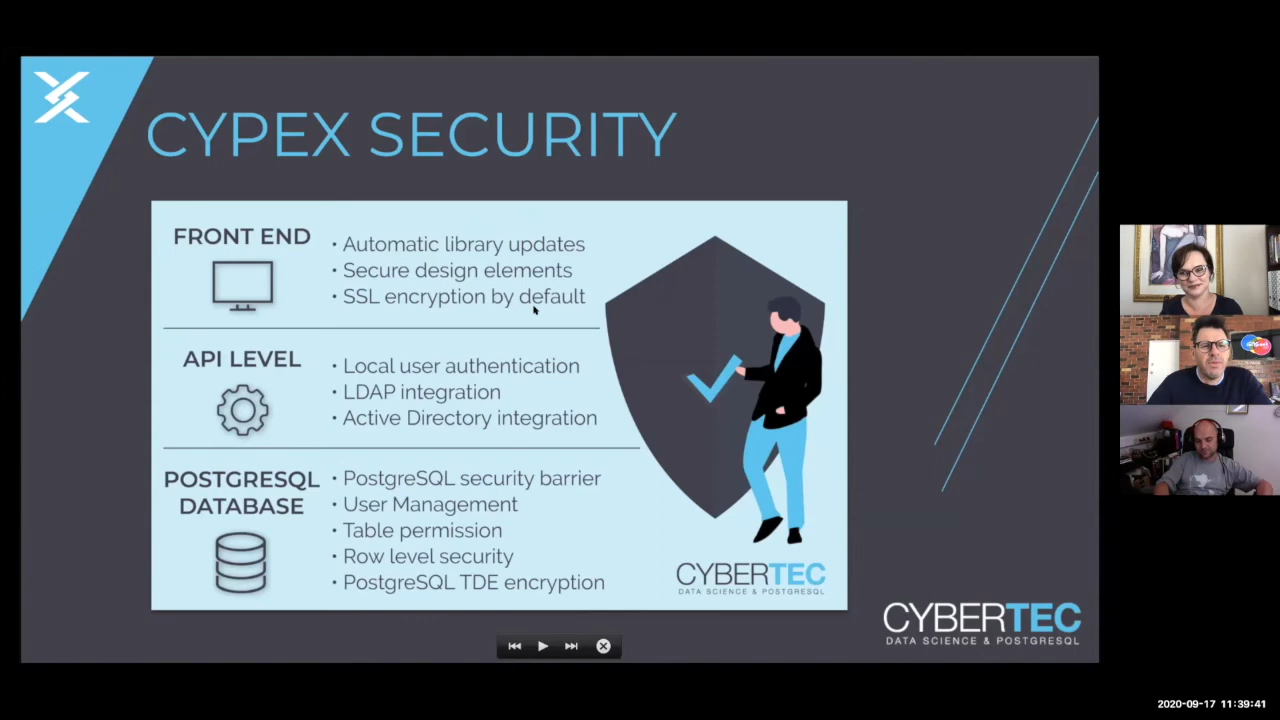 CYPEX SECURITY
FRONT END
• Automatic library updates
• Secure design elements
• SSL encryption by default
API LEVEL
• Local user authentication
• LDAP integration
• Active Directory integration
POSTGRESQL
DATABASE
• PostgreSQL security barrier
• User Management
• Table permission
• Row level security
• PostgreSQL TDE encryption
CYBERTEC
DATA SCIENCE & POSTGRESQL
CYBERTEC
DATA SCIENCE & POSTGRESQL
2020-09-17 11:39:41